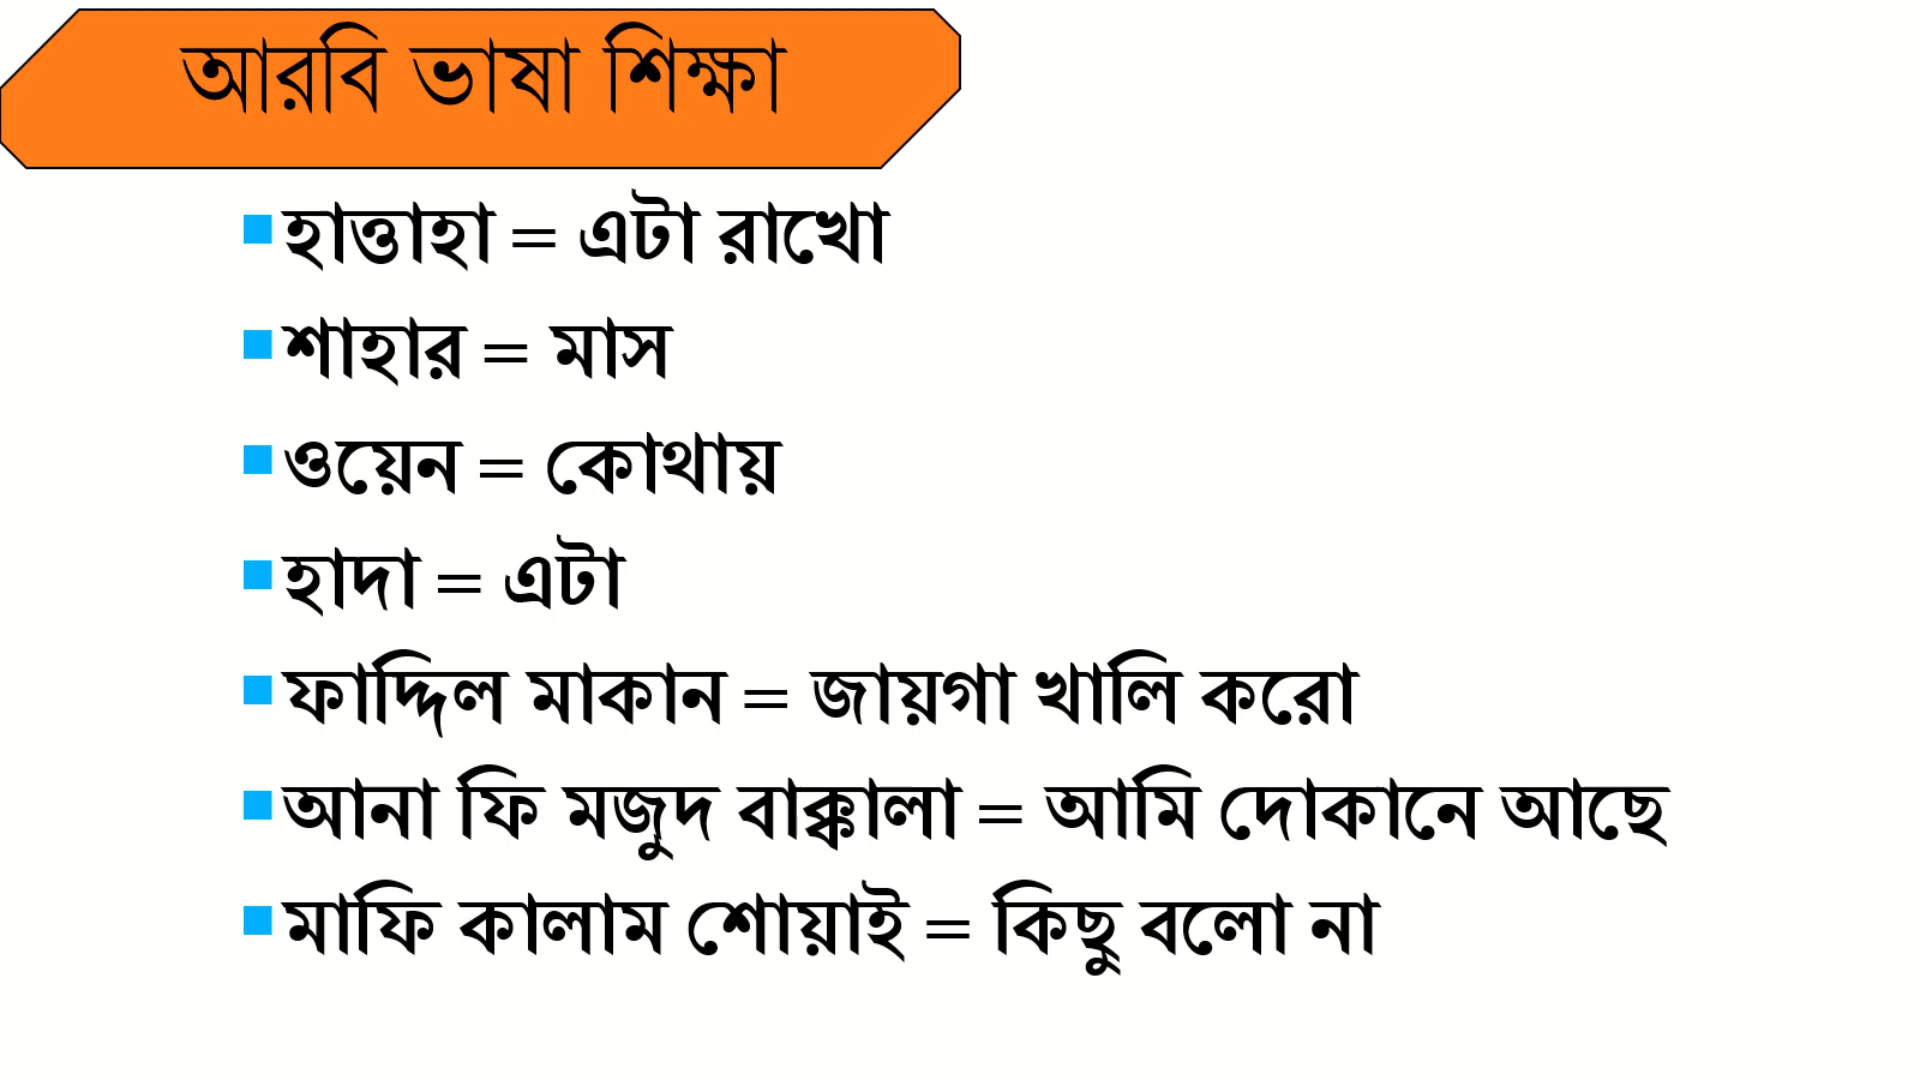 আরবি ভাষা শিক্ষা
হাত্তাহা = এটা রাখো
শাহার = মাস
ওয়েন = কোথায়
হাদা = এটা
ফাদ্দিল মাকান = জায়গা খালি করো
আনা ফি মজুদ বাক্কালা = আমি দোকানে আছে
মাফি কালাম শোয়াই = কিছু বলো না